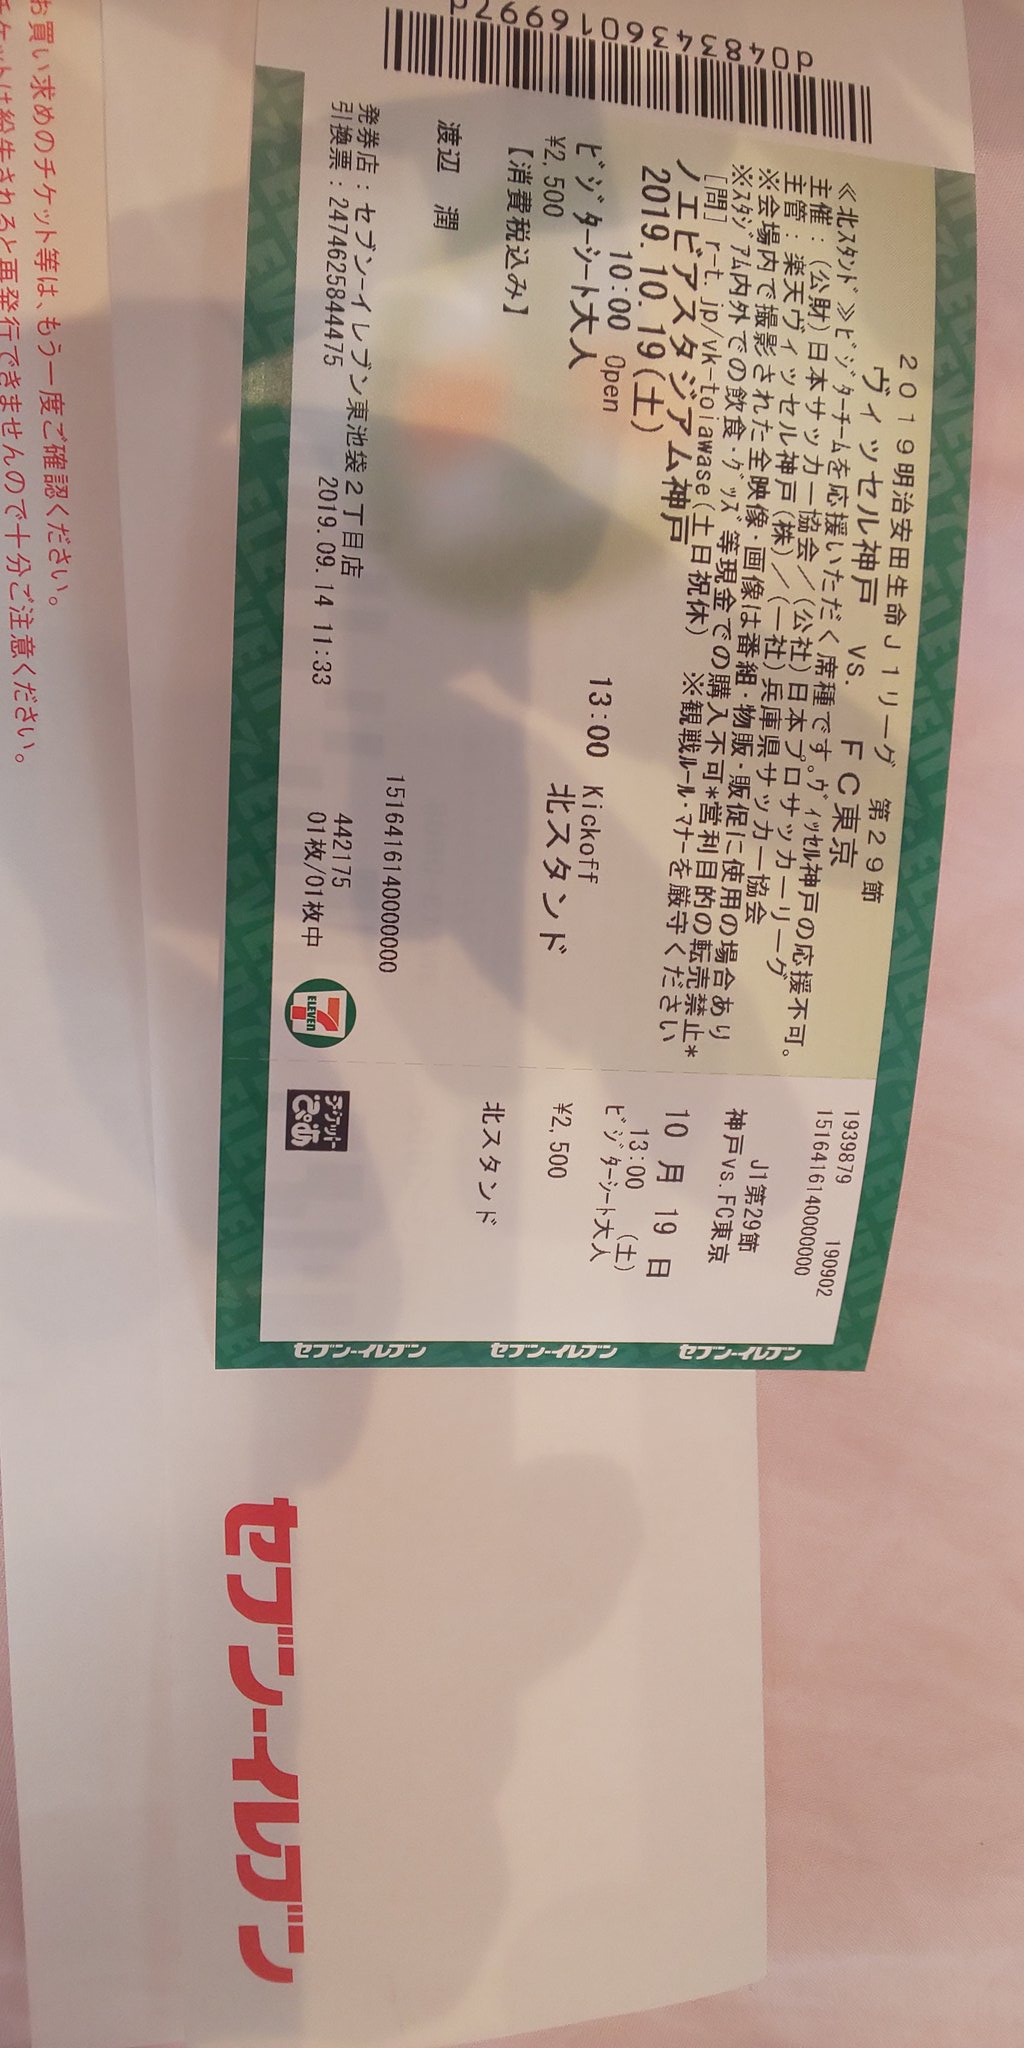 2019明治安田生命J1リーグ 第29節
ヴィッセル神戸 vs. FC東京
≪北スタンド≫ビジターチームを応援いただく席種です。ヴィッセル神戸の応援不可。
主催：(公財)日本サッカー協会／(公社)日本プロサッカーリーグ
主管：楽天ヴィッセル神戸(株)／(一社)兵庫県サッカー協会
※会場内で撮影された全映像・画像は番組・物販・販促に使用の場合あり
※スタジアム内外での飲食・グッズ等現金での購入不可*営利目的の転売禁止*
[問] r-t.jp/vk-toiawase(土日祝休) ※観戦ルール・マナーを厳守ください
ノエビアスタジアム神戸
2019.10.19(土)
10:00 Open 13:00 Kickoff
ビジターシート大人 北スタンド
¥2,500
【消費税込み】
渡辺 潤
1516416140000000
発券店：セブン-イレブン東池袋2丁目店 442175
引換票：2474625844475 2019.09.14 11:33 01枚/01枚中
7 ELEVEN
d04834360169970
1939879 190902
1516416140000000
J1第29節
神戸vs.FC東京
10月19日
13:00 (土)
ビジターシート大人
¥2,500
北スタンド
チケットぴあ
セブン-イレブン
セブン-イレブン
セブン-イレブン
セブン-イレブン
お買い求めのチケット等は、もう一度ご確認ください。
チケットは紛失されると再発行できませんので十分ご注意ください。